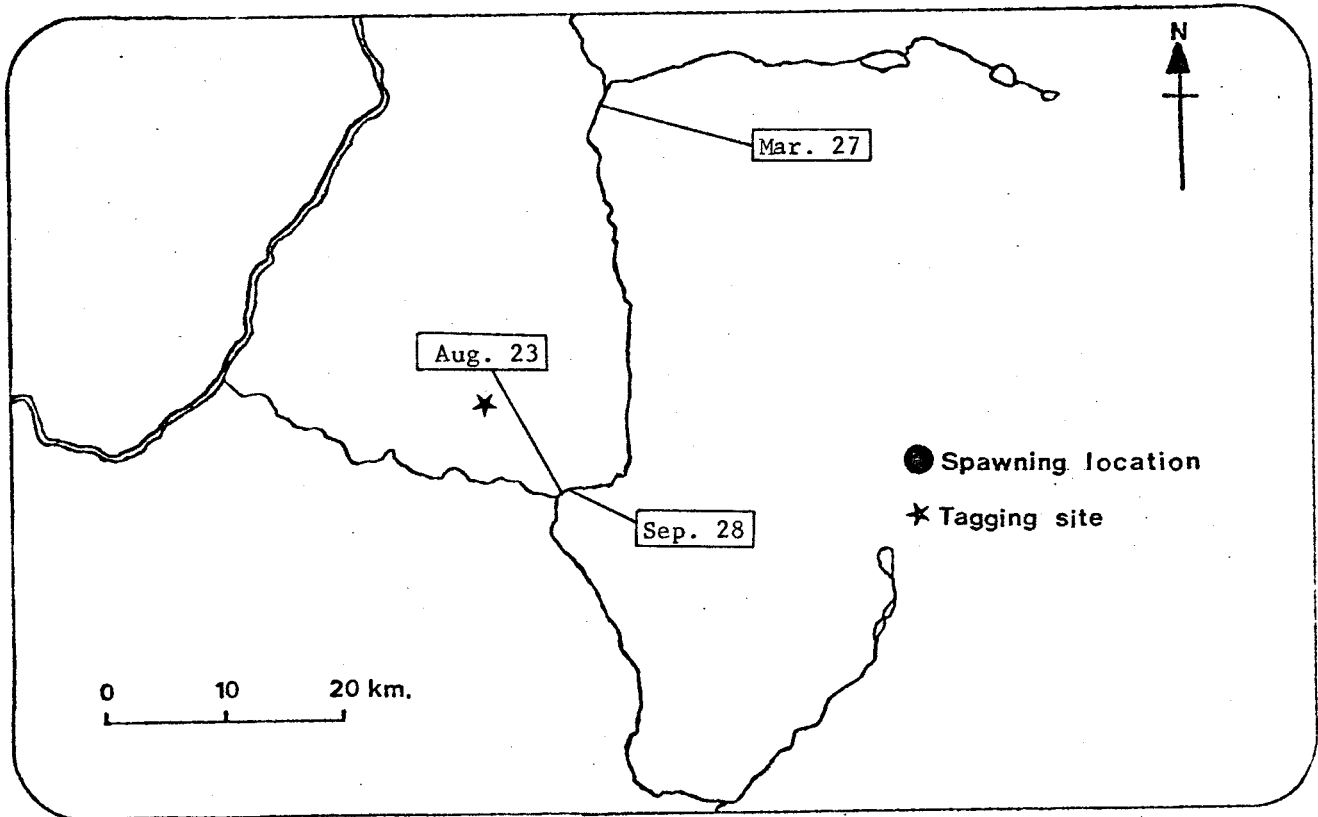 N
Mar. 27
Aug. 23
Spawning location
Tagging site
Sep. 28
0 10 20 km.